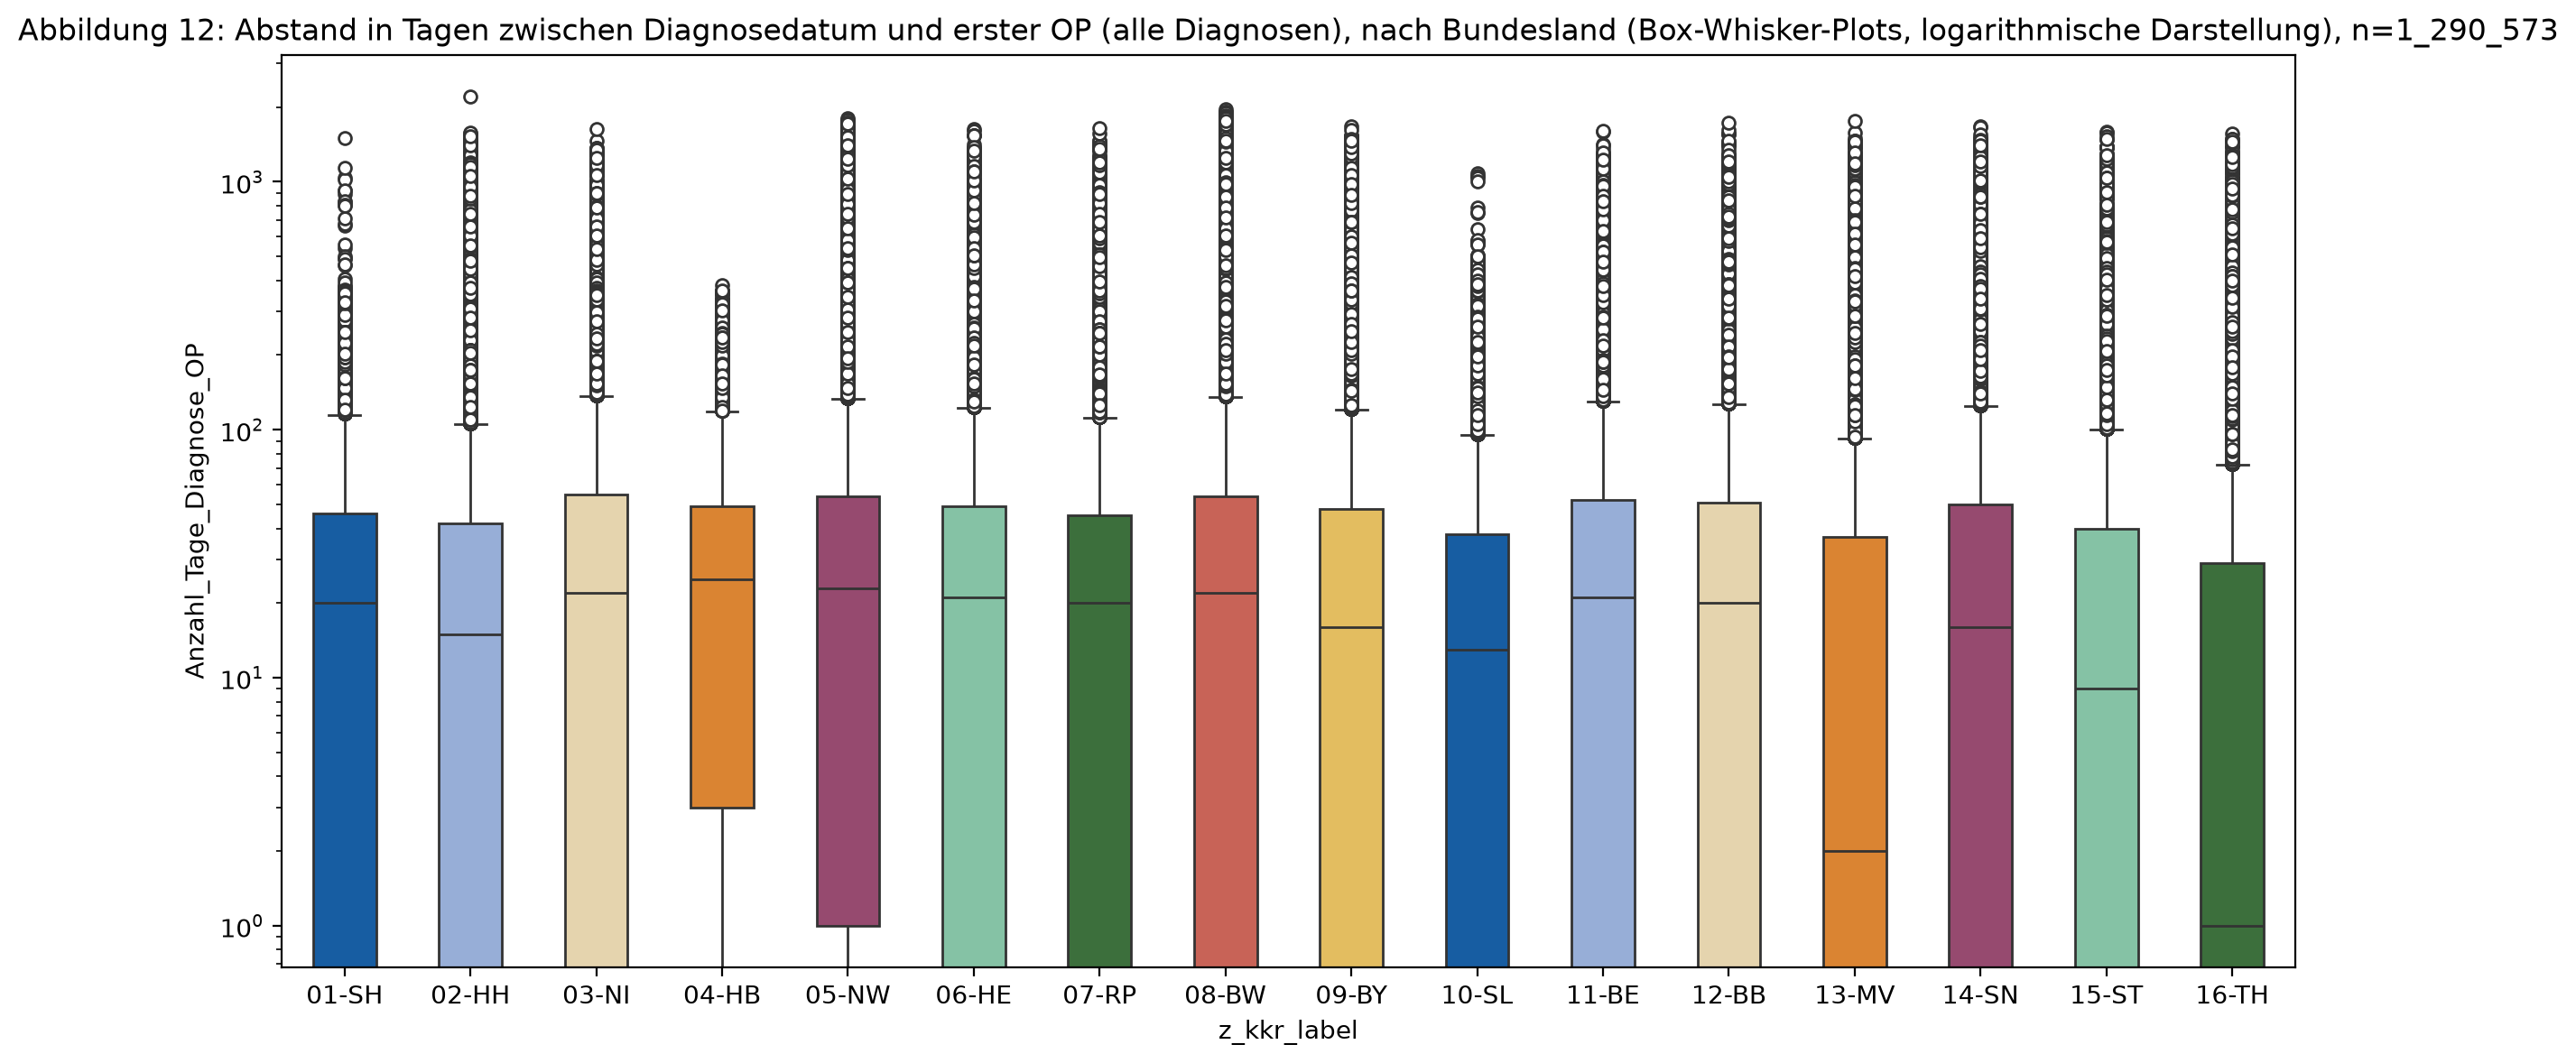 Abbildung 12: Abstand in Tagen zwischen Diagnosedatum und erster OP (alle Diagnosen), nach Bundesland (Box-Whisker-Plots, logarithmische Darstellung), n=1_290_573
Anzahl_Tage_Diagnose_OP
10³
10²
10¹
10⁰
01-SH 02-HH 03-NI 04-HB 05-NW 06-HE 07-RP 08-BW 09-BY 10-SL 11-BE 12-BB 13-MV 14-SN 15-ST 16-TH
z_kkr_label